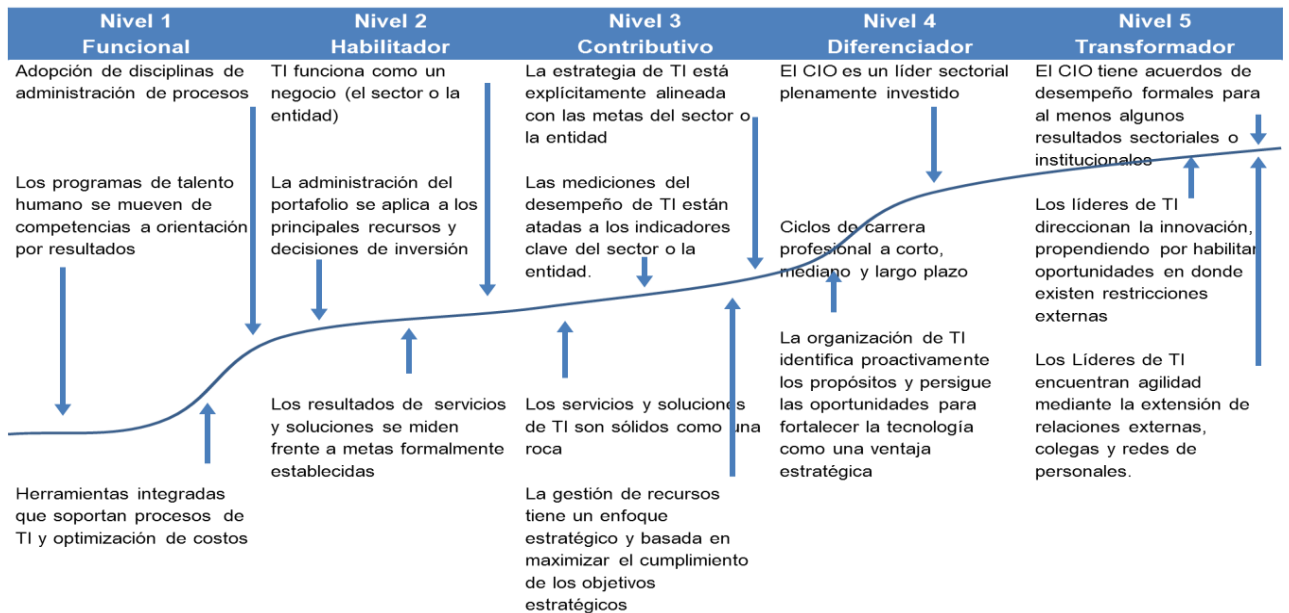 Nivel 1
Funcional
Adopción de disciplinas de
administración de procesos
Los programas de talento
humano se mueven de
competencias a orientación
por resultados
Herramientas integradas
que soportan procesos de
TI y optimización de costos
Nivel 2
Habilitador
TI funciona como un
negocio (el sector o la
entidad)
La administración del
portafolio se aplica a los
principales recursos y
decisiones de inversión
Los resultados de servicios
y soluciones se miden
frente a metas formalmente
establecidas
Nivel 3
Contributivo
La estrategia de TI está
explícitamente alineada
con las metas del sector o
la entidad
Las mediciones del
desempeño de TI están
atadas a los indicadores
clave del sector o la
entidad.
Los servicios y soluciones
de TI son sólidos como una
roca
La gestión de recursos
tiene un enfoque
estratégico y basada en
maximizar el cumplimiento
de los objetivos
estratégicos
Nivel 4
Diferenciador
El CIO es un líder sectorial
plenamente investido
Ciclos de carrera
profesional a corto,
mediano y largo plazo
La organización de TI
identifica proactivamente
los propósitos y persigue
las oportunidades para
fortalecer la tecnología
como una ventaja
estratégica
Nivel 5
Transformador
El CIO tiene acuerdos de
desempeño formales para
al menos algunos
resultados sectoriales o
institucionales
Los líderes de TI
direccionan la innovación,
propendiendo por habilitar
oportunidades en donde
existen restricciones
externas
Los Líderes de TI
encuentran agilidad
mediante la extensión de
relaciones externas,
colegas y redes de
personales.